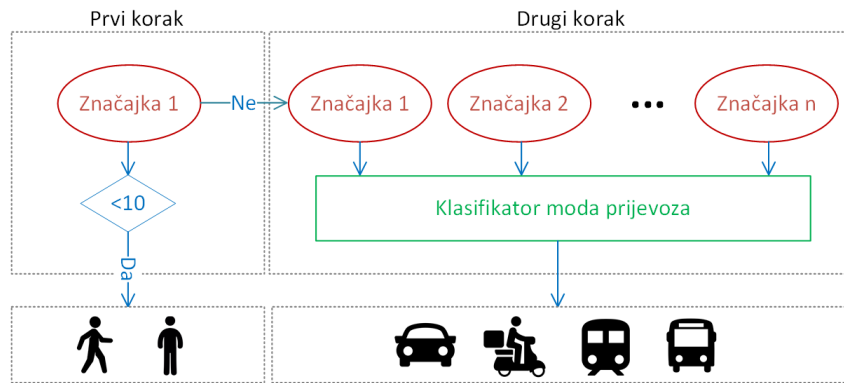 Prvi korak
Drugi korak
Značajka 1
Ne
Značajka 1
Značajka 2
...
Značajka n
<10
Klasifikator moda prijevoza
Da